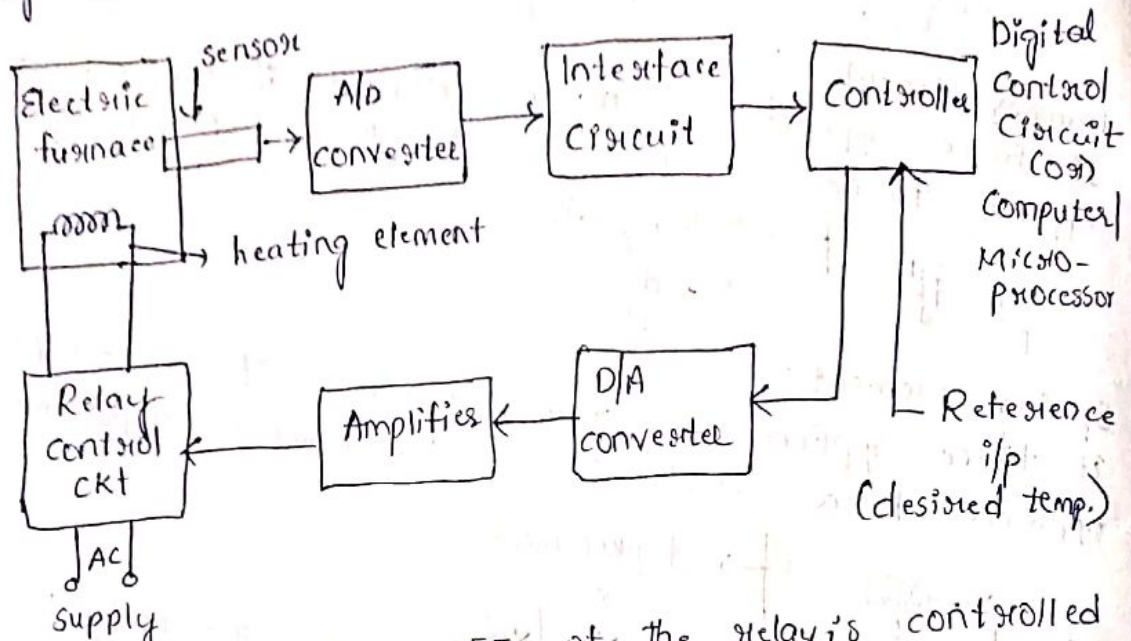 sensor
Electric
furnace
A/D
converter
Interface
Circuit
Controller
Digital
Control
Circuit
(or)
Computer/
Micro-
processor
heating element
Relay
control
CKT
Amplifier
D/A
converter
Reference
i/p
(desired temp.)
AC
supply
the relay is controlled